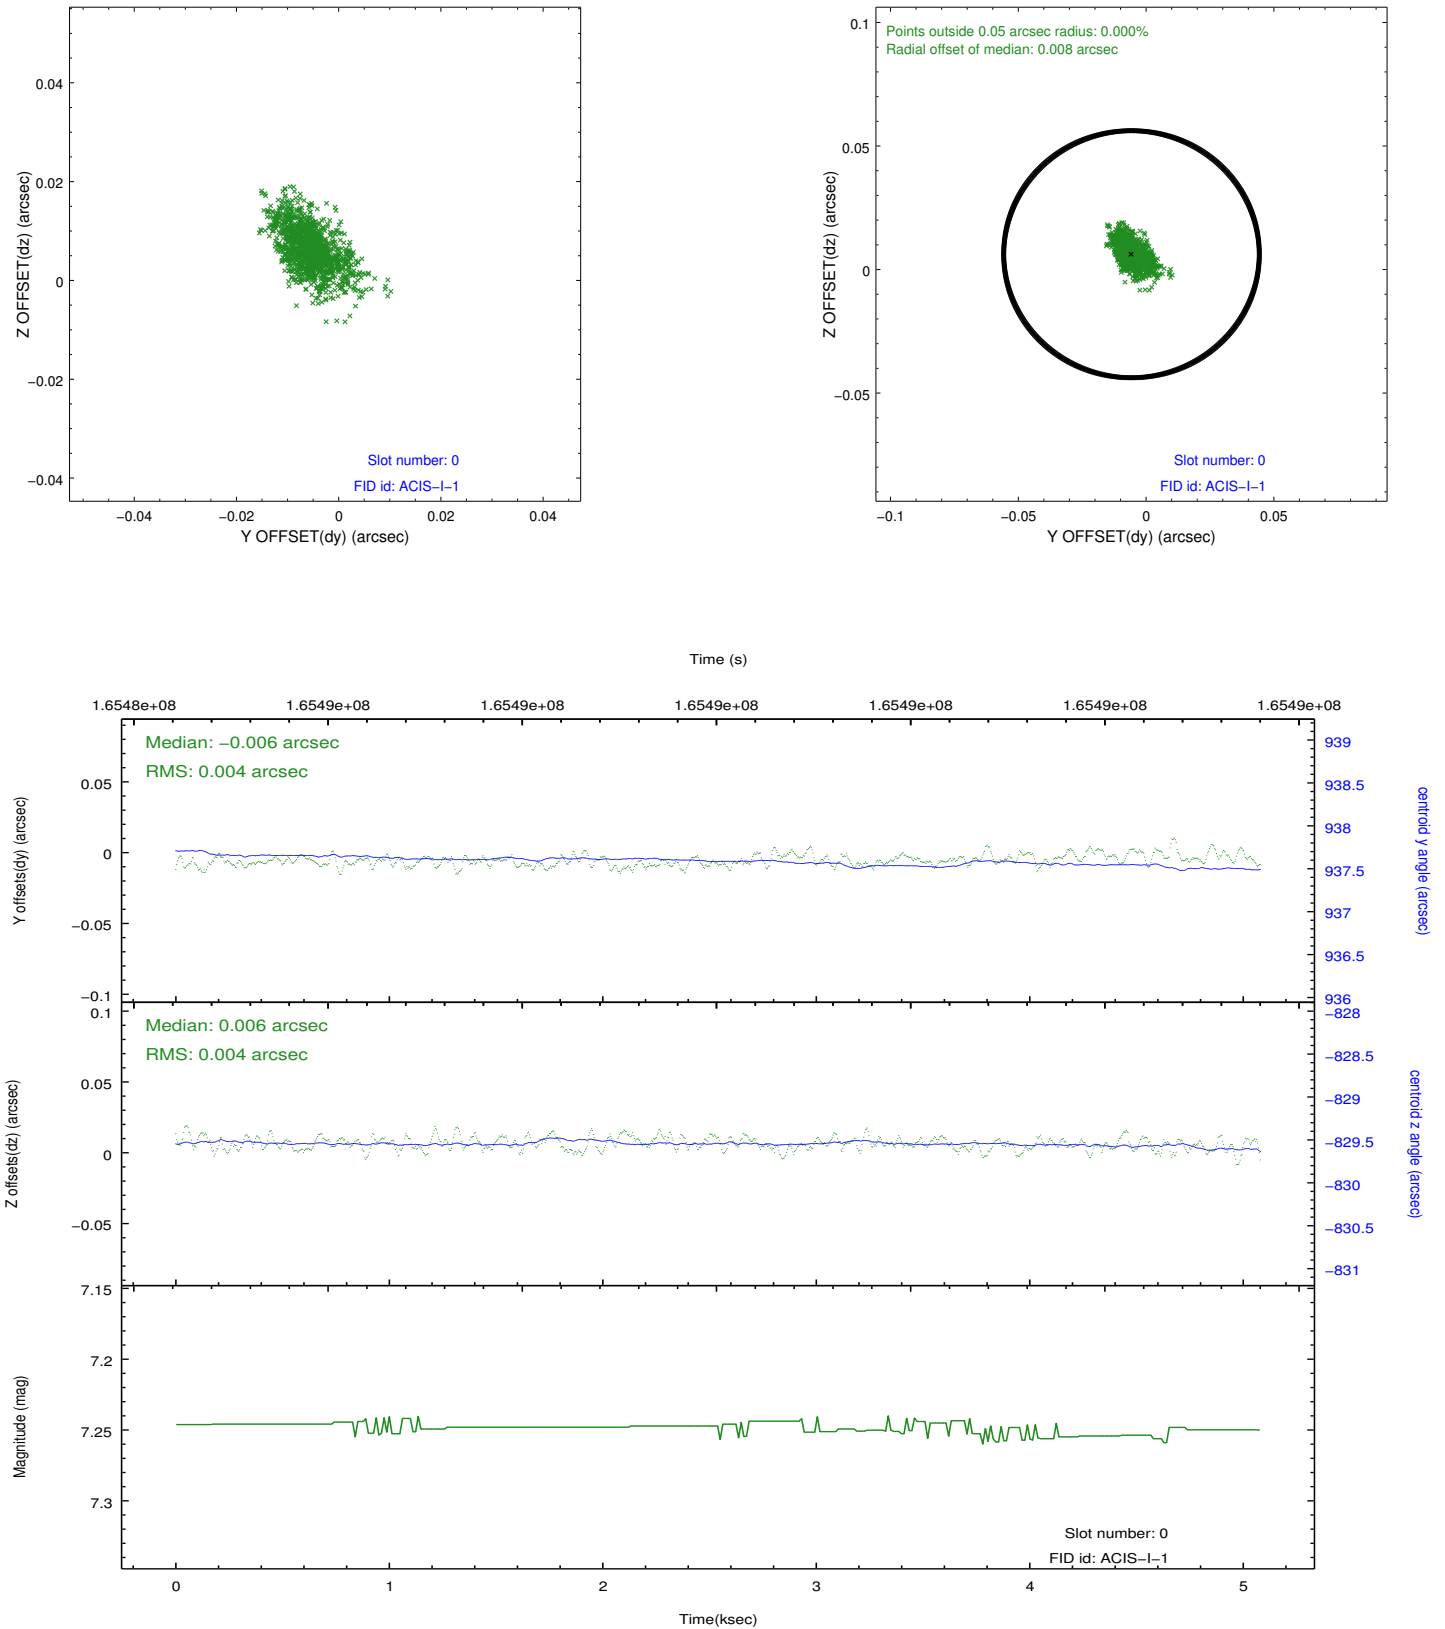 0.04
0.02
0
−0.02
−0.04
Z OFFSET(dz) (arcsec)
Slot number: 0
FID id: ACIS−I−1
−0.04
−0.02
0
0.02
0.04
Y OFFSET(dy) (arcsec)
Points outside 0.05 arcsec radius: 0.000%
Radial offset of median: 0.008 arcsec
0.1
0.05
0
−0.05
Z OFFSET(dz) (arcsec)
Slot number: 0
FID id: ACIS−I−1
−0.1
−0.05
0
0.05
Y OFFSET(dy) (arcsec)
Time (s)
1.6548e+08
1.6549e+08
1.6549e+08
1.6549e+08
1.6549e+08
1.6549e+08
1.6549e+08
Median: −0.006 arcsec
RMS: 0.004 arcsec
0.05
0
−0.05
−0.1
Y offsets(dy) (arcsec)
939
938.5
938
937.5
937
936.5
936
centroid y angle (arcsec)
Median: 0.006 arcsec
RMS: 0.004 arcsec
0.1
0.05
0
−0.05
Z offsets(dz) (arcsec)
−828
−828.5
−829
−829.5
−830
−830.5
−831
centroid z angle (arcsec)
7.15
7.2
7.25
7.3
Magnitude (mag)
Slot number: 0
FID id: ACIS−I−1
0
1
2
3
4
5
Time(ksec)